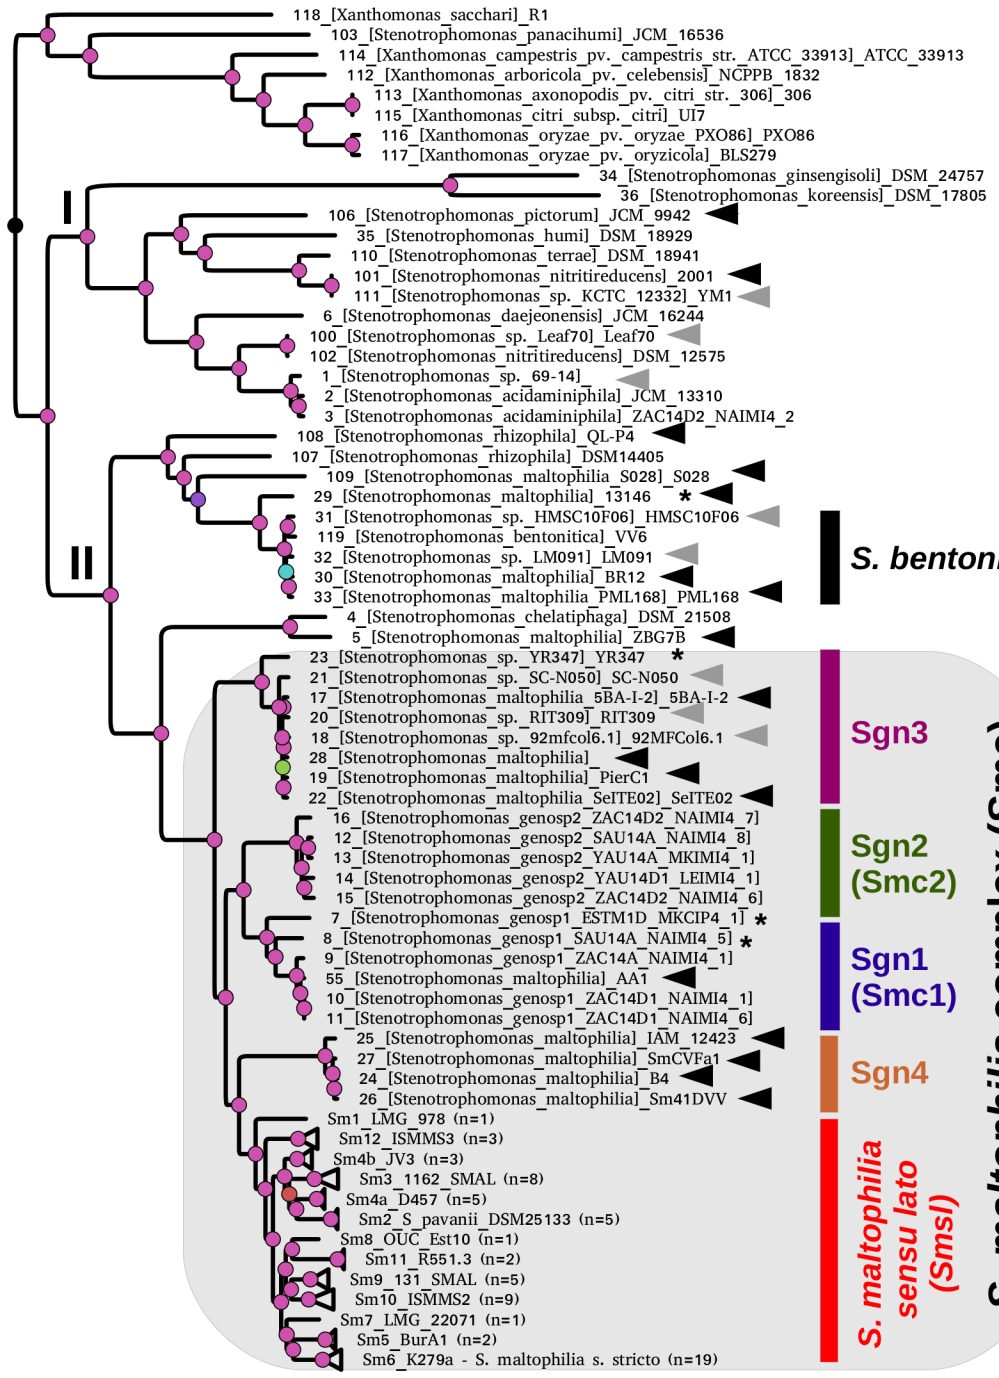 118_[Xanthomonas_sacchari]_R1
103_[Stenotrophomonas_panacihumi]_JCM_16536
114_[Xanthomonas_campestris_pv._campestris_str._ATCC_33913]_ATCC_33913
112_[Xanthomonas_arboricola_pv._celebensis]_NCPPB_1832
113_[Xanthomonas_axonopodis_pv._citri_str._306]_306
115_[Xanthomonas_citri_subsp._citri]_UI7
116_[Xanthomonas_oryzae_pv._oryzae_PXO86]_PXO86
117_[Xanthomonas_oryzae_pv._oryzicola]_BLS279
34_[Stenotrophomonas_ginsengisoli]_DSM_24757
36_[Stenotrophomonas_koreensis]_DSM_17805
I
106_[Stenotrophomonas_pictorum]_JCM_9942
35_[Stenotrophomonas_humi]_DSM_18929
110_[Stenotrophomonas_terrae]_DSM_18941
101_[Stenotrophomonas_nitritireducens]_2001
111_[Stenotrophomonas_sp._KCTC_12332]_YM1
6_[Stenotrophomonas_daejeonensis]_JCM_16244
100_[Stenotrophomonas_sp._Leaf70]_Leaf70
102_[Stenotrophomonas_nitritireducens]_DSM_12575
1_[Stenotrophomonas_sp._69-14]_
2_[Stenotrophomonas_acidaminiphila]_JCM_13310
3_[Stenotrophomonas_acidaminiphila]_ZAC14D2_NAIMI4_2
108_[Stenotrophomonas_rhizophila]_QL-P4
107_[Stenotrophomonas_rhizophila]_DSM14405
109_[Stenotrophomonas_maltophilia_S028]_S028
29_[Stenotrophomonas_maltophilia]_13146 *
31_[Stenotrophomonas_sp._HMSC10F06]_HMSC10F06
119_[Stenotrophomonas_bentonitica]_VV6
II
32_[Stenotrophomonas_sp._LM091]_LM091
S. bentoni
30_[Stenotrophomonas_maltophilia]_BR12
33_[Stenotrophomonas_maltophilia_PML168]_PML168
4_[Stenotrophomonas_chelatiphaga]_DSM_21508
5_[Stenotrophomonas_maltophilia]_ZBG7B
23_[Stenotrophomonas_sp._YR347]_YR347 *
21_[Stenotrophomonas_sp._SC-N050]_SC-N050
17_[Stenotrophomonas_maltophilia_5BA-I-2]_5BA-I-2
20_[Stenotrophomonas_sp._RIT309]_RIT309
18_[Stenotrophomonas_sp._92mfcol6.1]_92MFCol6.1
Sgn3
28_[Stenotrophomonas_maltophilia]_
19_[Stenotrophomonas_maltophilia]_PierC1
22_[Stenotrophomonas_maltophilia_SeITE02]_SeITE02
16_[Stenotrophomonas_genosp2_ZAC14D2_NAIMI4_7]
12_[Stenotrophomonas_genosp2_SAU14A_NAIMI4_8]
Sgn2
13_[Stenotrophomonas_genosp2_YAU14A_MKIMI4_1]
14_[Stenotrophomonas_genosp2_YAU14D1_LEIMI4_1]
(Smc2)
15_[Stenotrophomonas_genosp2_ZAC14D2_NAIMI4_6]
7_[Stenotrophomonas_genosp1_ESTM1D_MKCIP4_1] *
8_[Stenotrophomonas_genosp1_SAU14A_NAIMI4_5] *
9_[Stenotrophomonas_genosp1_ZAC14A_NAIMI4_1]
Sgn1
55_[Stenotrophomonas_maltophilia]_AA1
10_[Stenotrophomonas_genosp1_ZAC14D1_NAIMI4_1]
(Smc1)
11_[Stenotrophomonas_genosp1_ZAC14D1_NAIMI4_6]
25_[Stenotrophomonas_maltophilia]_IAM_12423
27_[Stenotrophomonas_maltophilia]_SmCVFa1
Sgn4
24_[Stenotrophomonas_maltophilia]_B4
26_[Stenotrophomonas_maltophilia]_Sm41DVV
Sm1_LMG_978 (n=1)
Sm12_ISMMS3 (n=3)
Sm4b_JV3 (n=3)
Sm3_1162_SMAL (n=8)
Sm4a_D457 (n=5)
Sm2_S_pavanii_DSM25133 (n=5)
Sm8_OUC_Est10 (n=1)
Sm11_R551.3 (n=2)
Sm9_131_SMAL (n=5)
Sm10_ISMMS2 (n=9)
Sm7_LMG_22071 (n=1)
Sm5_BurA1 (n=2)
Sm6_K279a - S. maltophilia s. stricto (n=19)
S. maltophilia
sensu lato
(Smsl)